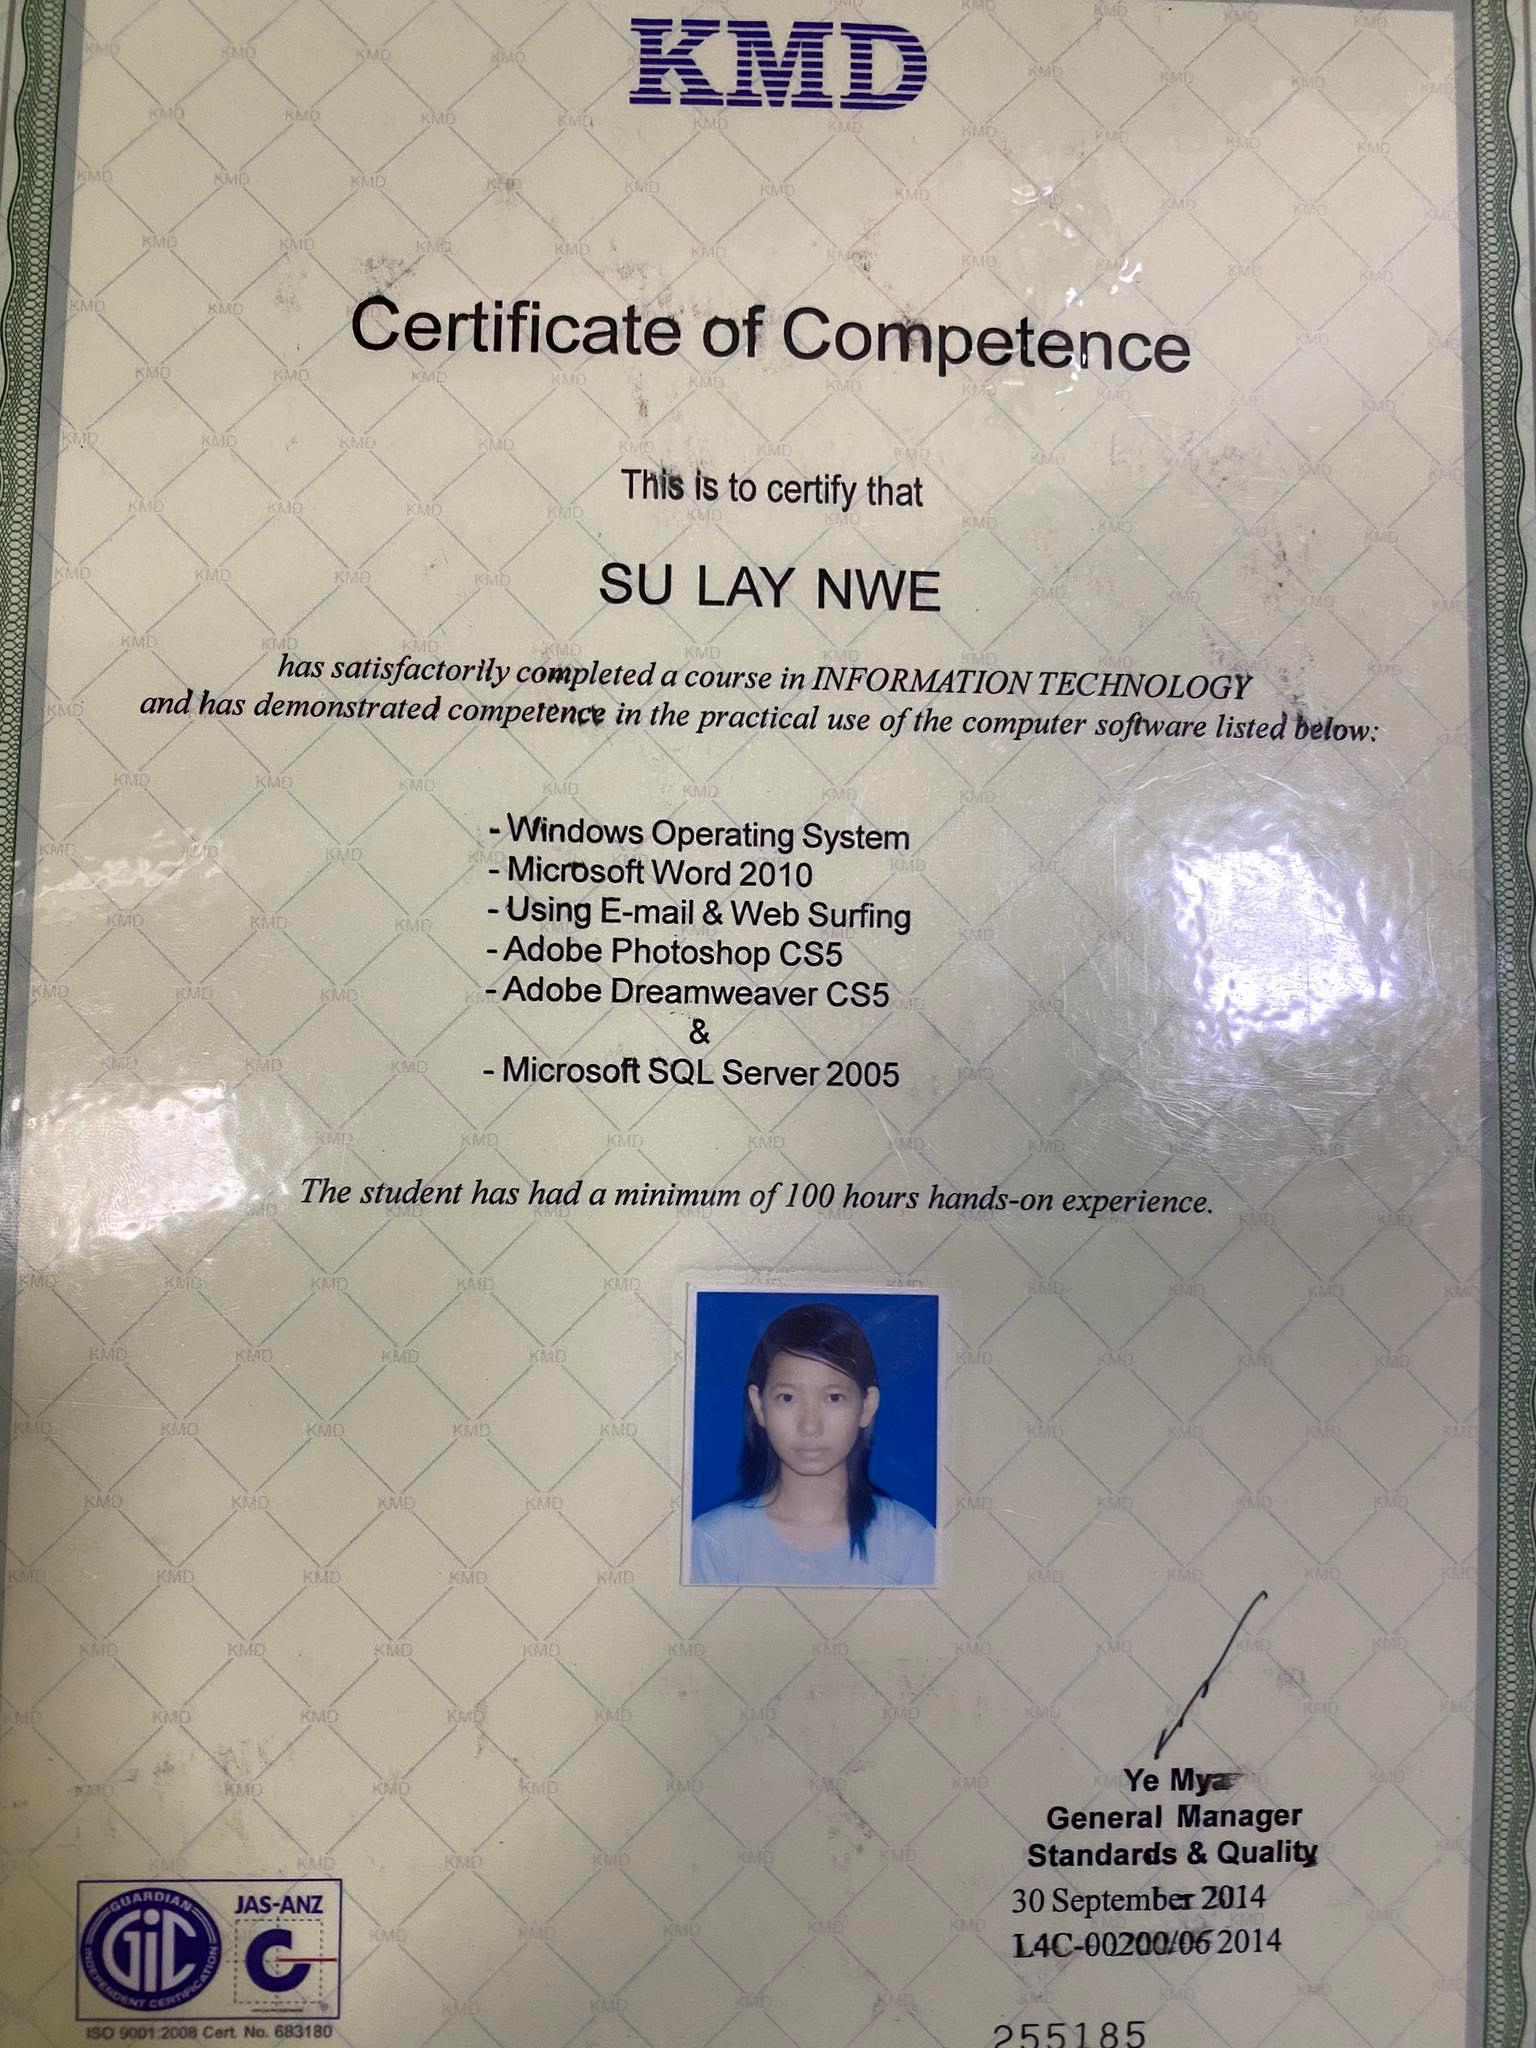 KMD
Certificate of Competence
This is to certify that
SU LAY NWE
has satisfactorily completed a course in INFORMATION TECHNOLOGY
and has demonstrated competence in the practical use of the computer software listed below:
- Windows Operating System
- Microsoft Word 2010
- Using E-mail & Web Surfing
- Adobe Photoshop CS5
- Adobe Dreamweaver CS5
&
- Microsoft SQL Server 2005
The student has had a minimum of 100 hours hands-on experience.
Ye Mya
General Manager
Standards & Quality
30 September 2014
L4C-00200/06 2014
GUARDIAN
GIC
INDEPENDENT CERTIFICATION
JAS-ANZ
ISO 9001:2008 Cert. No. 683180
255185